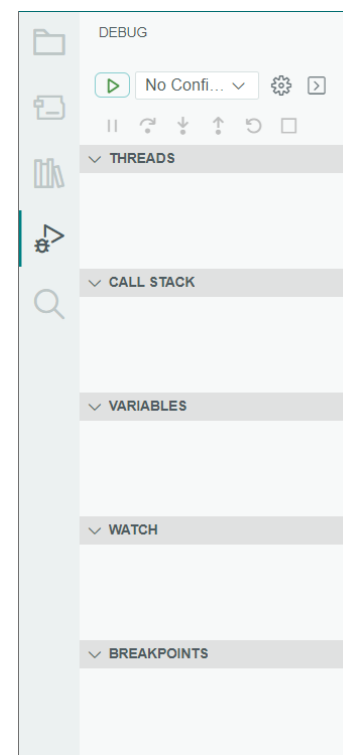 DEBUG
No Confi...
THREADS
CALL STACK
VARIABLES
WATCH
BREAKPOINTS